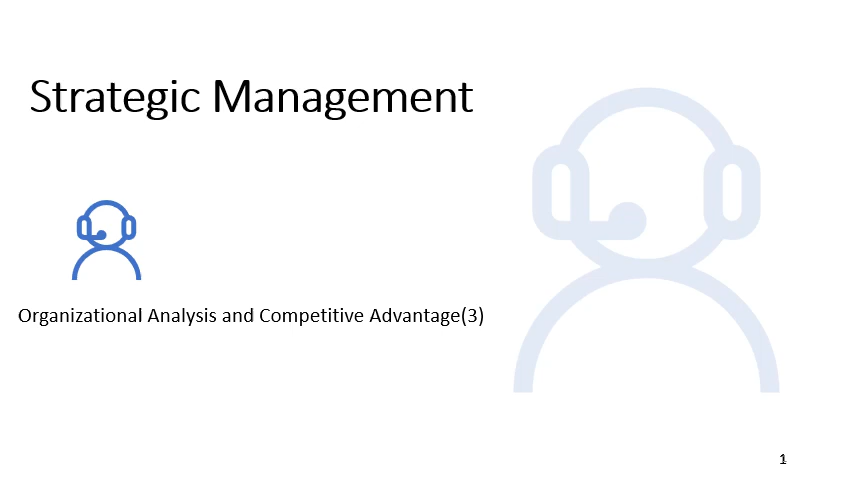 Strategic Management
Organizational Analysis and Competitive Advantage(3)
1